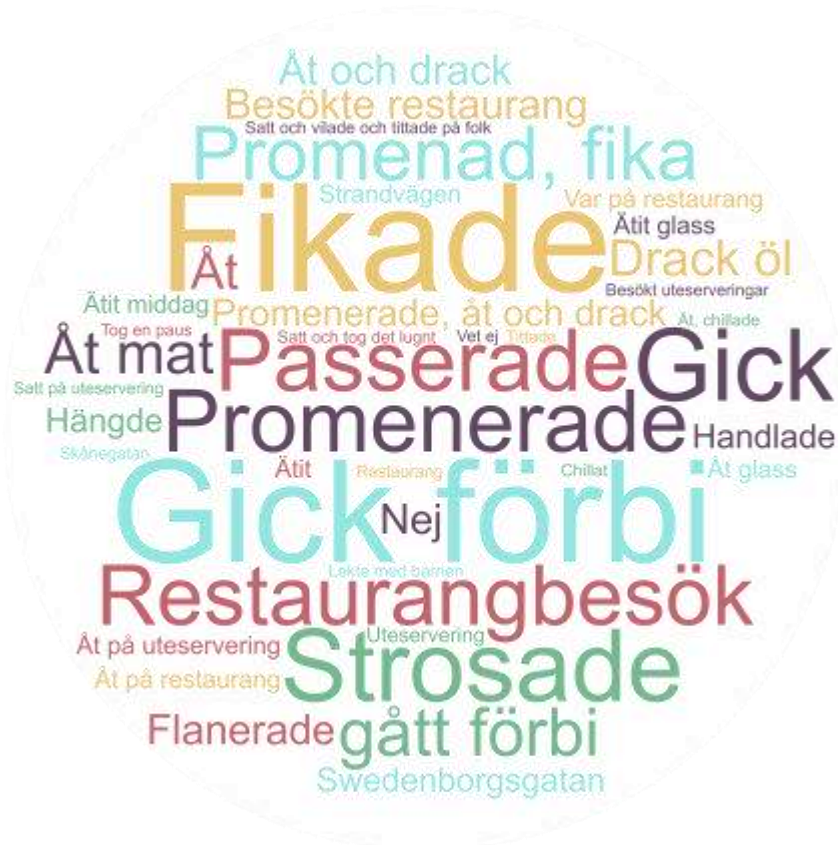 Åt och drack
Besökte restaurang
Satt och vilade och tittade på folk
Promenad, fika
Strandvägen
Var på restaurang
Fikade
Ätit glass
Drack öl
Åt
Besökt uteserveringar
Ätit middag
Promenerade, åt och drack
Åt, chillade
Tog en paus
Satt och tog det lugnt
Vet ej
Tittade
Åt mat
Passerade
Gick
Satt på uteservering
Hängde
Promenerade
Handlade
Skånegatan
Ätit
Restaurang
Chillat
Åt glass
Gick förbi
Nej
Lekte med barnen
Restaurangbesök
Uteservering
Åt på uteservering
Strosade
Åt på restaurang
Flanerade
gått förbi
Swedenborgsgatan